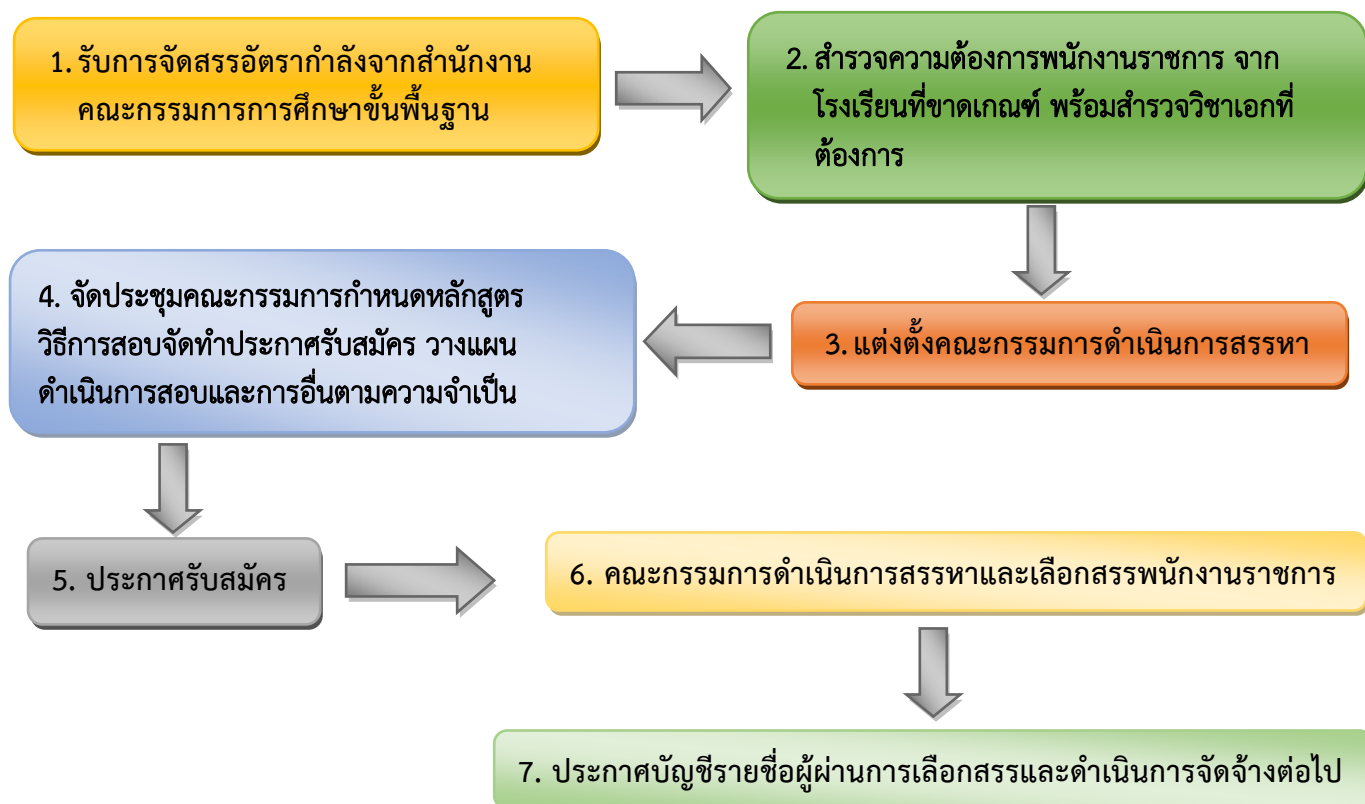 1. รับการจัดสรรอัตรากำลังจากสำนักงาน
คณะกรรมการการศึกษาขั้นพื้นฐาน
2. สำรวจความต้องการพนักงานราชการ จาก
โรงเรียนที่ขาดเกณฑ์ พร้อมสำรวจวิชาเอกที่
ต้องการ
3. แต่งตั้งคณะกรรมการดำเนินการสรรหา
4. จัดประชุมคณะกรรมการกำหนดหลักสูตร
วิธีการสอบจัดทำประกาศรับสมัคร วางแผน
ดำเนินการสอบและการอื่นตามความจำเป็น
5. ประกาศรับสมัคร
6. คณะกรรมการดำเนินการสรรหาและเลือกสรรพนักงานราชการ
7. ประกาศบัญชีรายชื่อผู้ผ่านการเลือกสรรและดำเนินการจัดจ้างต่อไป